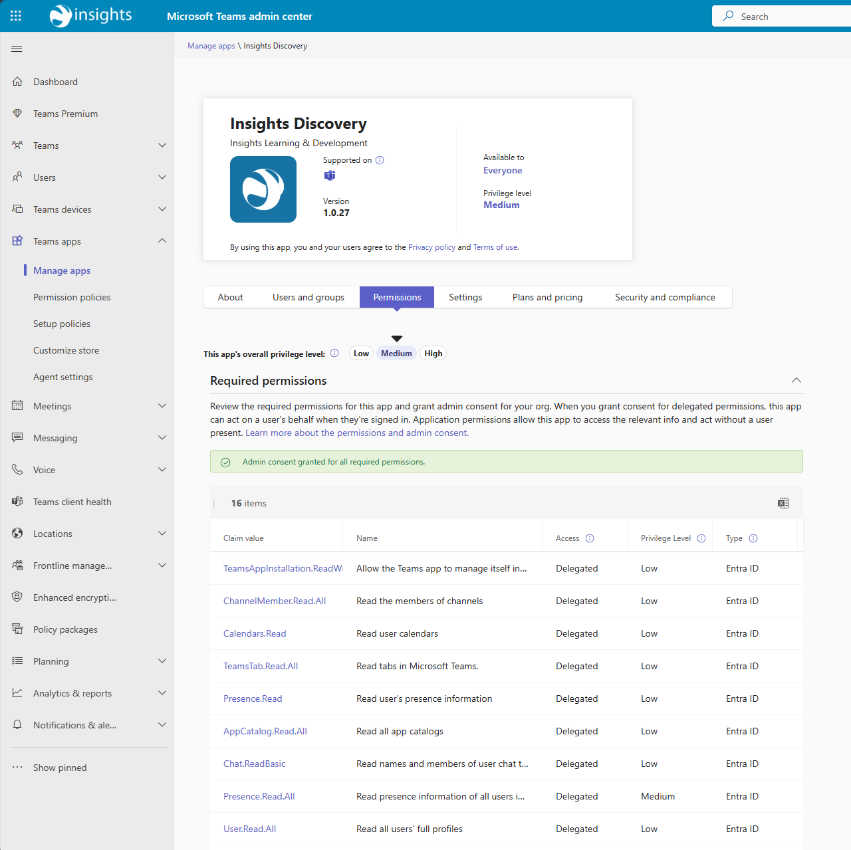 insights
Microsoft Teams admin center
Search
Manage apps \ Insights Discovery
Dashboard
Teams Premium
Teams
Users
Teams devices
Teams apps
Manage apps
Permission policies
Setup policies
Customize store
Agent settings
Meetings
Messaging
Voice
Teams client health
Locations
Frontline manage...
Enhanced encrypti...
Policy packages
Planning
Analytics & reports
Notifications & ale...
Show pinned
Insights Discovery
Insights Learning & Development
Supported on
Version
1.0.27
Available to
Everyone
Privilege level
Medium
By using this app, you and your users agree to the Privacy policy and Terms of use.
About Users and groups Permissions Settings Plans and pricing Security and compliance
This app's overall privilege level: Low Medium High
Required permissions
Review the required permissions for this app and grant admin consent for your org. When you grant consent for delegated permissions, this app
can act on a user's behalf when they're signed in. Application permissions allow this app to access the relevant info and act without a user
present. Learn more about the permissions and admin consent.
Admin consent granted for all required permissions.
16 items
Claim value Name Access Privilege Level Type
TeamsAppInstallation.ReadWr Allow the Teams app to manage itself in... Delegated Low Entra ID
ChannelMember.Read.All Read the members of channels Delegated Low Entra ID
Calendars.Read Read user calendars Delegated Low Entra ID
TeamsTab.Read.All Read tabs in Microsoft Teams. Delegated Low Entra ID
Presence.Read Read user's presence information Delegated Low Entra ID
AppCatalog.Read.All Read all app catalogs Delegated Low Entra ID
Chat.ReadBasic Read names and members of user chat t... Delegated Low Entra ID
Presence.Read.All Read presence information of all users i... Delegated Medium Entra ID
User.Read.All Read all users' full profiles Delegated Low Entra ID